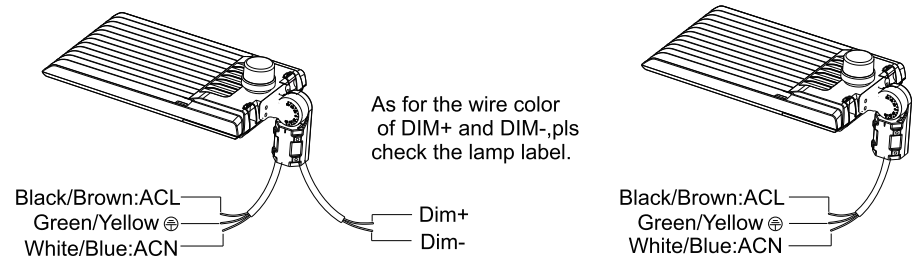 As for the wire color
of DIM+ and DIM-,pls
check the lamp label.
Black/Brown:ACL
Green/Yellow ⏚
White/Blue:ACN
Dim+
Dim-
Black/Brown:ACL
Green/Yellow ⏚
White/Blue:ACN